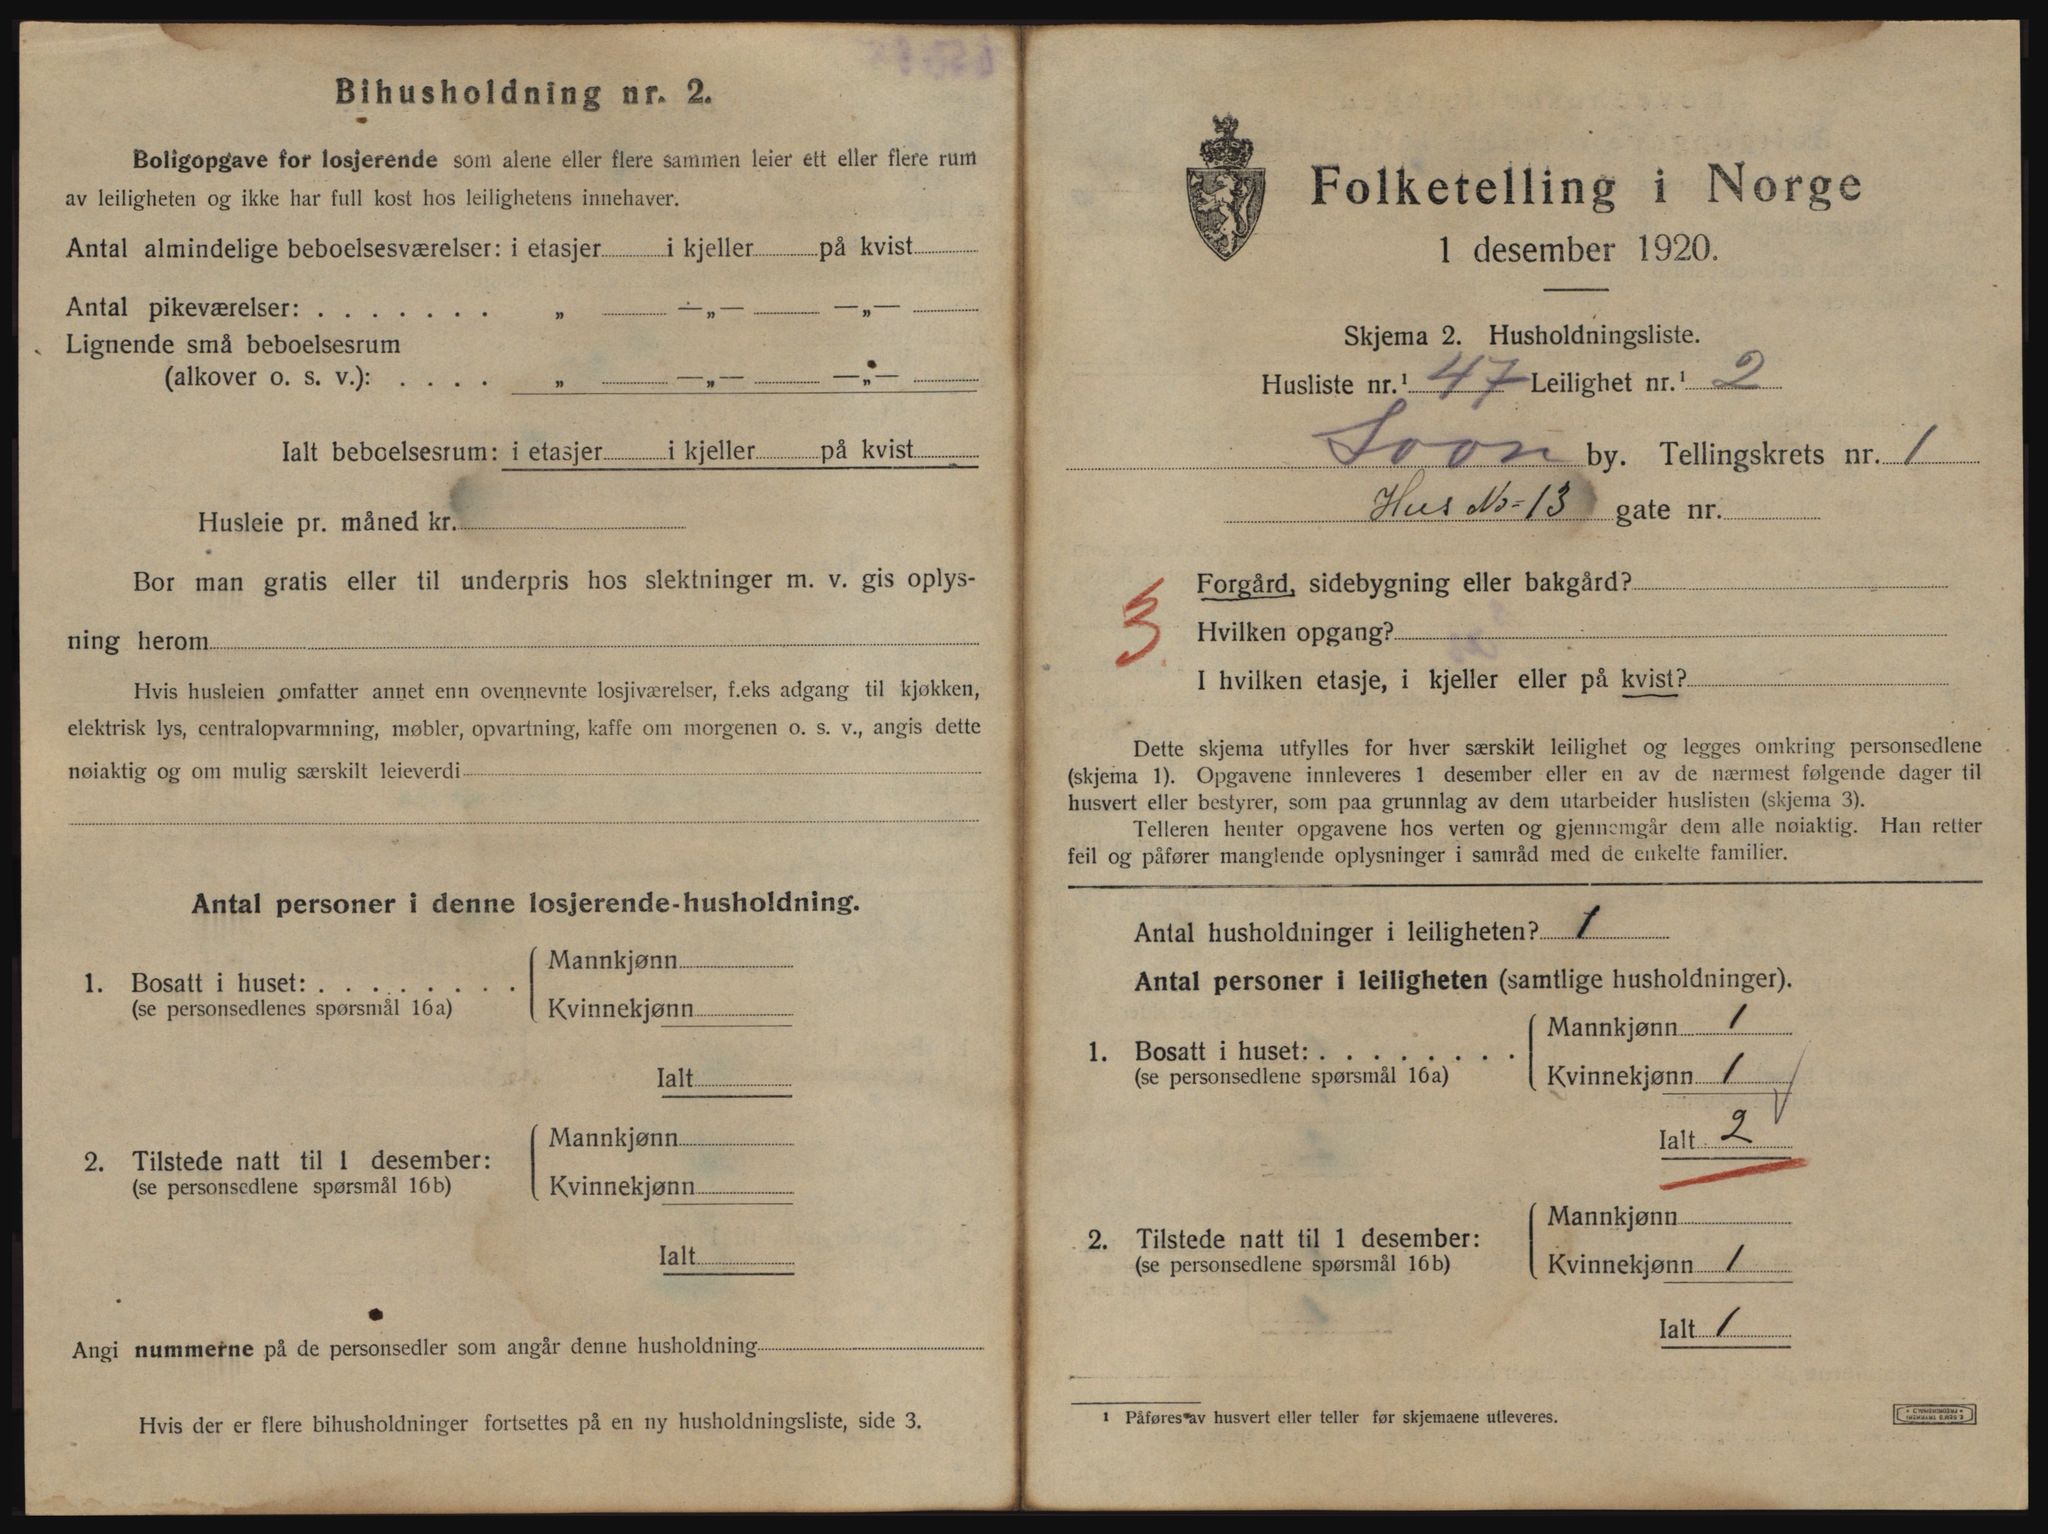 Bihusholdning nr. 2.
Boligopgave for losjerende som alene eller flere sammen leier ett eller flere rum
av leiligheten og ikke har full kost hos leilighetens innehaver.
Antal almindelige beboelsesværelser: i etasjer i kjeller på kvist
Antal pikeværelser: . . . . . . . „ —„— —„—
Lignende små beboelsesrum
(alkover o. s. v.): . . . . „ —„— —„—
Ialt beboelsesrum: i etasjer i kjeller på kvist
Husleie pr. måned kr.
Bor man gratis eller til underpris hos slektninger m. v. gis oplys-
ning herom
Hvis husleien omfatter annet enn ovennevnte losjiværelser, f.eks adgang til kjøkken,
elektrisk lys, centralopvarmning, møbler, opvartning, kaffe om morgenen o. s. v., angis dette
nøiaktig og om mulig særskilt leieverdi
Antal personer i denne losjerende-husholdning.
1. Bosatt i huset: . . . . . . . . Mannkjønn
(se personsedlenes spørsmål 16a) Kvinnekjønn
Ialt
2. Tilstede natt til 1 desember: Mannkjønn
(se personsedlene spørsmål 16b) Kvinnekjønn
Ialt
Angi nummerne på de personsedler som angår denne husholdning
Hvis der er flere bihusholdninger fortsettes på en ny husholdningsliste, side 3.
Folketelling i Norge
1 desember 1920.
Skjema 2. Husholdningsliste.
Husliste nr.¹ 47 Leilighet nr.¹ 2
Soon by. Tellingskrets nr. 1
Hus No = 13 gate nr.
Forgård, sidebygning eller bakgård?
3
Hvilken opgang?
I hvilken etasje, i kjeller eller på kvist?
Dette skjema utfylles for hver særskilt leilighet og legges omkring personsedlene
(skjema 1). Opgavene innleveres 1 desember eller en av de nærmest følgende dager til
husvert eller bestyrer, som paa grunnlag av dem utarbeider huslisten (skjema 3).
Telleren henter opgavene hos verten og gjennemgår dem alle nøiaktig. Han retter
feil og påfører manglende oplysninger i samråd med de enkelte familier.
Antal husholdninger i leiligheten? 1
Antal personer i leiligheten (samtlige husholdninger).
1. Bosatt i huset: . . . . . . . . Mannkjønn 1
(se personsedlene spørsmål 16a) Kvinnekjønn 1
Ialt 2
2. Tilstede natt til 1 desember: Mannkjønn
(se personsedlene spørsmål 16b) Kvinnekjønn 1
Ialt 1
¹ Påføres av husvert eller teller før skjemaene utleveres.